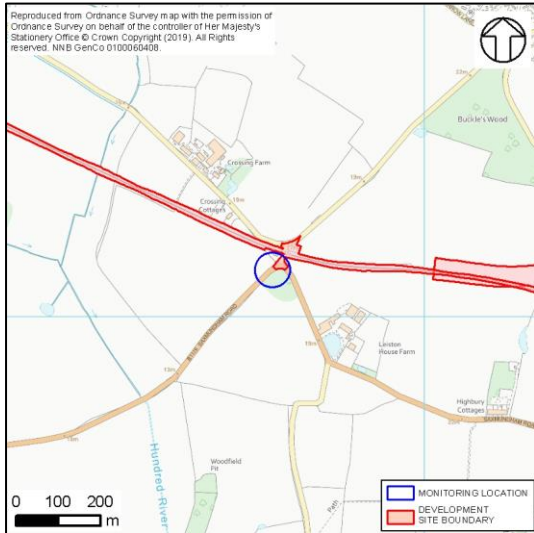 Reproduced from Ordnance Survey map with the permission of
Ordnance Survey on behalf of the controller of Her Majesty's
Stationery Office © Crown Copyright (2019). All Rights
reserved. NNB GenCo 0100060408.
Buckle's Wood
Crossing Farm
Crossing
Cottages
Leiston
House Farm
Highbury
Cottages
SAXMUNDHAM ROAD
Woodfield
Pit
Path
Hundred River
0 100 200
m
MONITORING LOCATION
DEVELOPMENT
SITE BOUNDARY